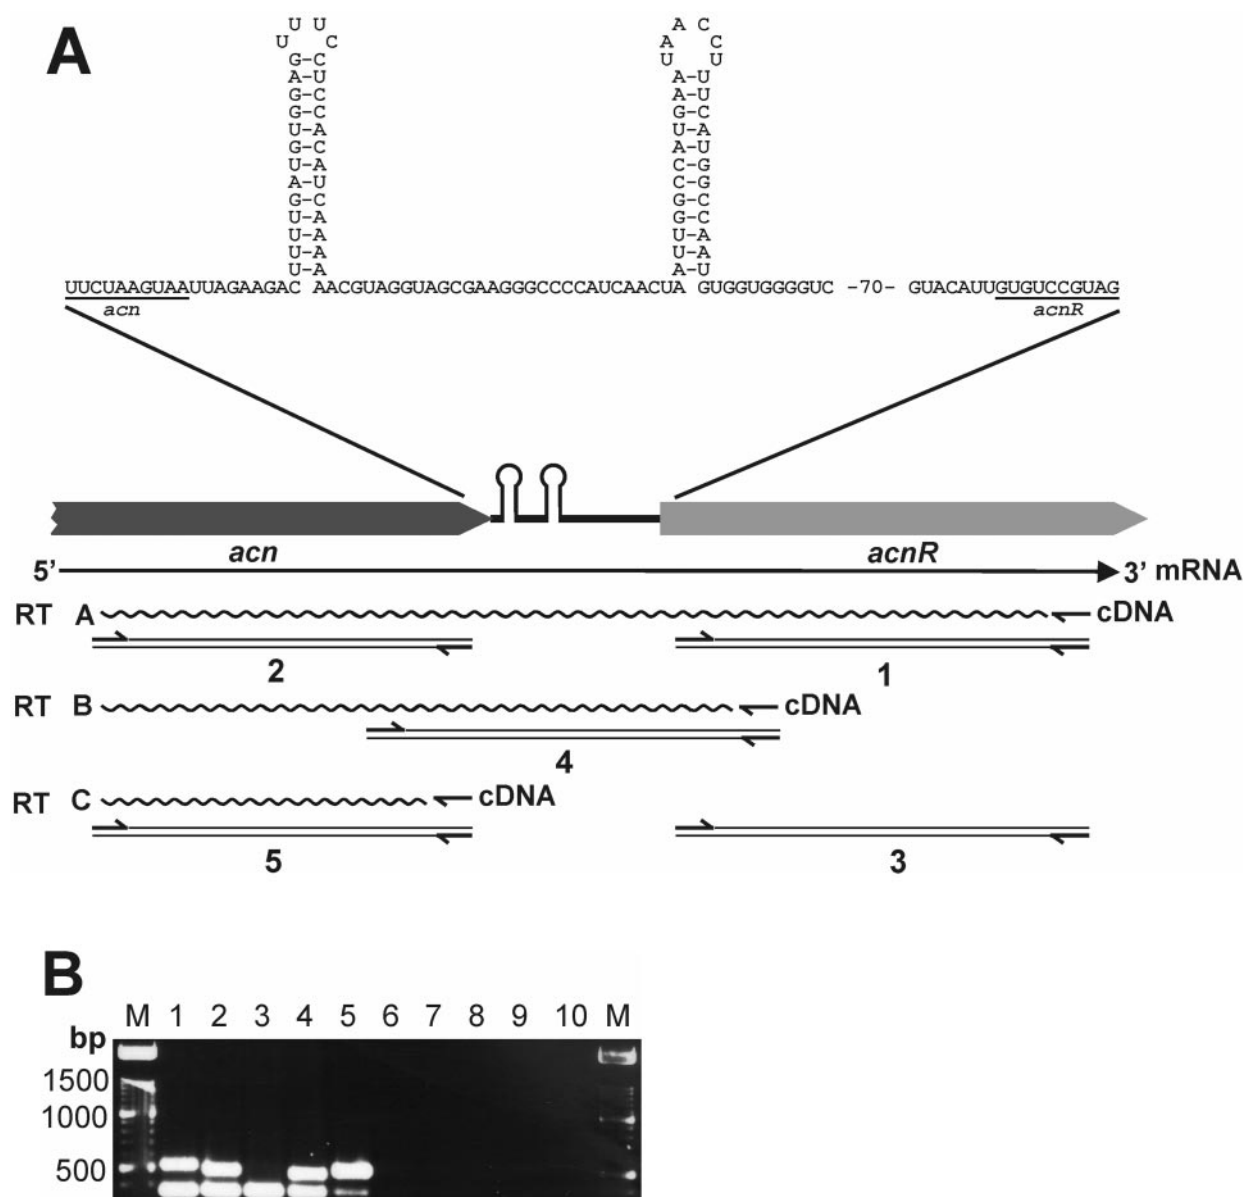 A
U U A C
U C A C
G-C U U
A-U A-U
G-C A-U
G-C G-C
U-A U-A
G-C A-U
U-A C-G
A-U C-G
G-C G-C
U-A G-C
U-A U-A
U-A U-A
U-A A-U
UUCUAAGUAAUUAGAAGAC AACGUAGGUAGCGAAGGGCCCCAUCAACUA GUGGUGGGGUC -70- GUACAUUGUGUCCGUAG
acn acnR
acn acnR
5' 3' mRNA
RT A cDNA
2 1
RT B cDNA
4
RT C cDNA
5 3
B
M 1 2 3 4 5 6 7 8 9 10 M
bp
1500
1000
500